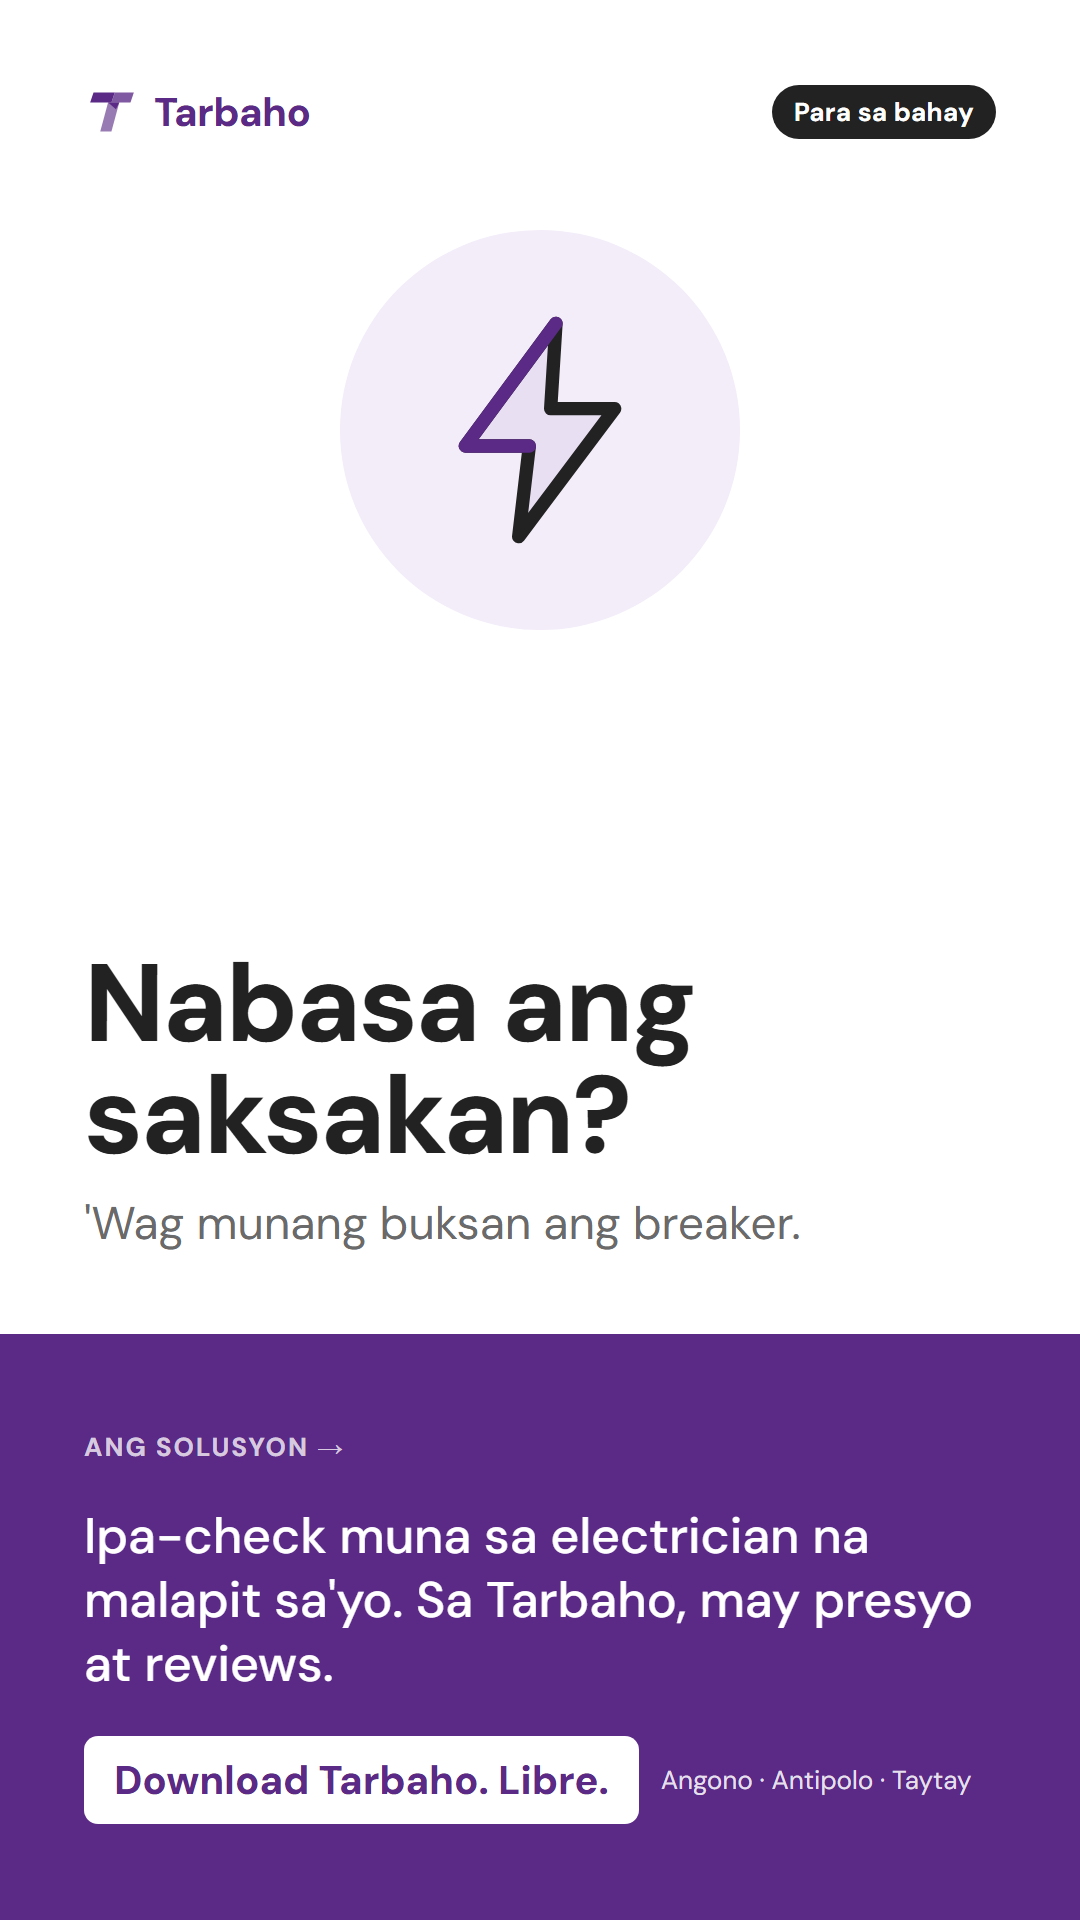 Tarbaho
Para sa bahay
Nabasa ang
saksakan?
'Wag munang buksan ang breaker.
ANG SOLUSYON →
Ipa-check muna sa electrician na
malapit sa'yo. Sa Tarbaho, may presyo
at reviews.
Download Tarbaho. Libre.
Angono · Antipolo · Taytay